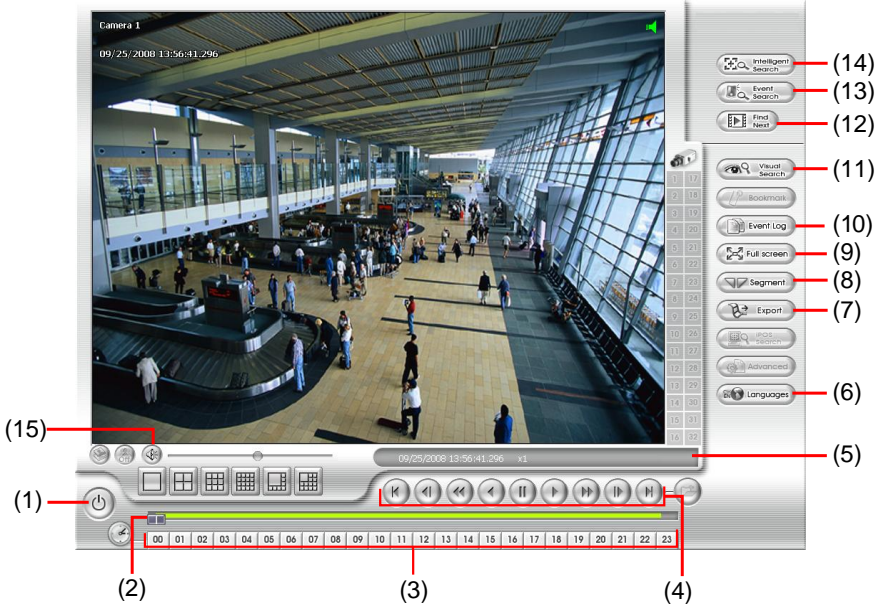 Camera 1
09/25/2008 13:56:41.296
Intelligent Search (14)
Event Search (13)
Find Next (12)
Visual Search (11)
Bookmark
Event Log (10)
Full screen (9)
Segment (8)
Export (7)
IPOS Search
Advanced
Languages (6)
1 17
2 18
3 19
4 20
5 21
6 22
7 23
8 24
9 25
10 26
11 27
12 28
13 29
14 30
15 31
16 32
(15)
09/25/2008 13:56:41.296 x1 (5)
(1)
00 01 02 03 04 05 06 07 08 09 10 11 12 13 14 15 16 17 18 19 20 21 22 23
(2) (3) (4)